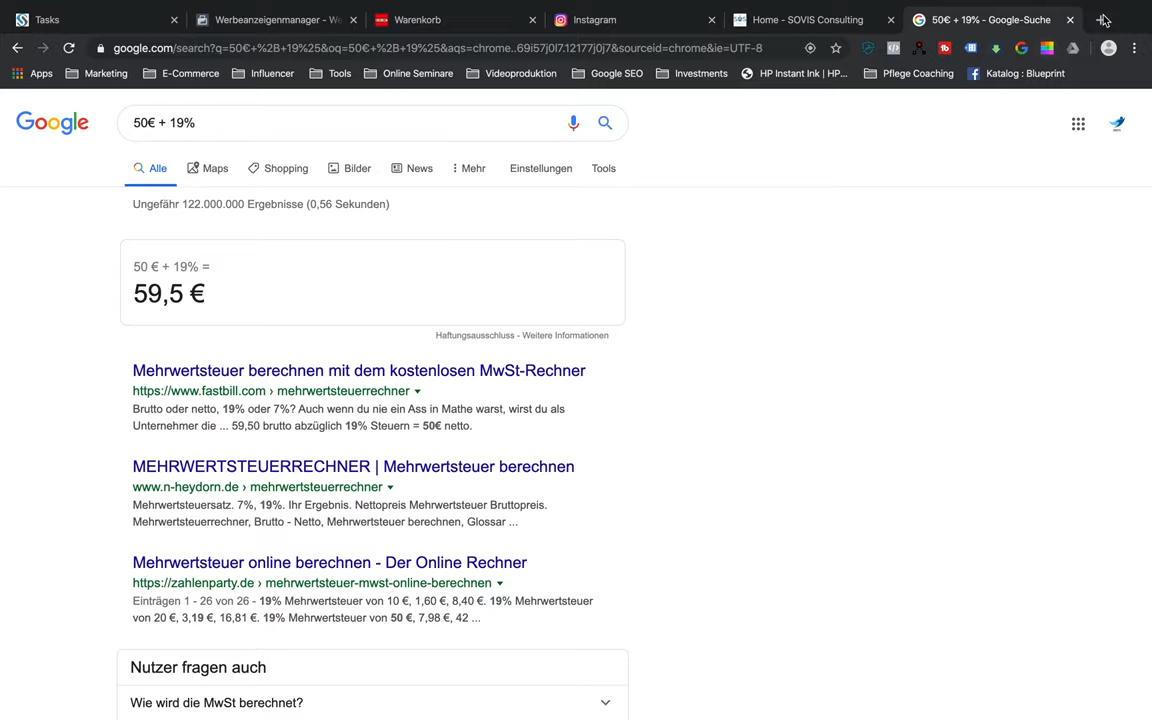 Tasks
Werbeanzeigenmanager - We
Warenkorb
Instagram
Home - SOVIS Consulting
50€ + 19% - Google-Suche
google.com/search?q=50€+%2B+19%25&oq=50€+%2B+19%25&aqs=chrome..69i57j0l7.12177j0j7&sourceid=chrome&ie=UTF-8
Apps
Marketing
E-Commerce
Influencer
Tools
Online Seminare
Videoproduktion
Google SEO
Investments
HP Instant Ink | HP...
Pflege Coaching
Katalog : Blueprint
Google
50€ + 19%
Alle
Maps
Shopping
Bilder
News
Mehr
Einstellungen
Tools
Ungefähr 122.000.000 Ergebnisse (0,56 Sekunden)
50 € + 19% =
59,5 €
Haftungsausschluss - Weitere Informationen
Mehrwertsteuer berechnen mit dem kostenlosen MwSt-Rechner
https://www.fastbill.com › mehrwertsteuerrechner
Brutto oder netto, 19% oder 7%? Auch wenn du nie ein Ass in Mathe warst, wirst du als
Unternehmer die ... 59,50 brutto abzüglich 19% Steuern = 50€ netto.
MEHRWERTSTEUERRECHNER | Mehrwertsteuer berechnen
www.n-heydorn.de › mehrwertsteuerrechner
Mehrwertsteuersatz. 7%, 19%. Ihr Ergebnis. Nettopreis Mehrwertsteuer Bruttopreis.
Mehrwertsteuerrechner, Brutto - Netto, Mehrwertsteuer berechnen, Glossar ...
Mehrwertsteuer online berechnen - Der Online Rechner
https://zahlenparty.de › mehrwertsteuer-mwst-online-berechnen
Einträgen 1 - 26 von 26 - 19% Mehrwertsteuer von 10 €, 1,60 €, 8,40 €. 19% Mehrwertsteuer
von 20 €, 3,19 €, 16,81 €. 19% Mehrwertsteuer von 50 €, 7,98 €, 42 ...
Nutzer fragen auch
Wie wird die MwSt berechnet?